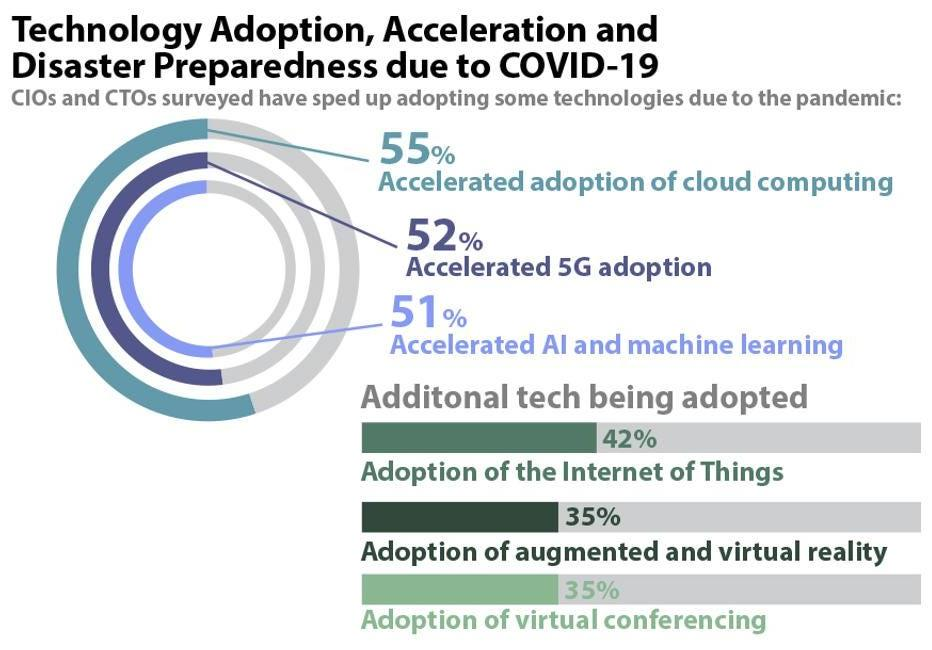 Technology Adoption, Acceleration and
Disaster Preparedness due to COVID-19
CIOs and CTOs surveyed have sped up adopting some technologies due to the pandemic:
55%
Accelerated adoption of cloud computing
52%
Accelerated 5G adoption
51%
Accelerated AI and machine learning
Additonal tech being adopted
42%
Adoption of the Internet of Things
35%
Adoption of augmented and virtual reality
35%
Adoption of virtual conferencing